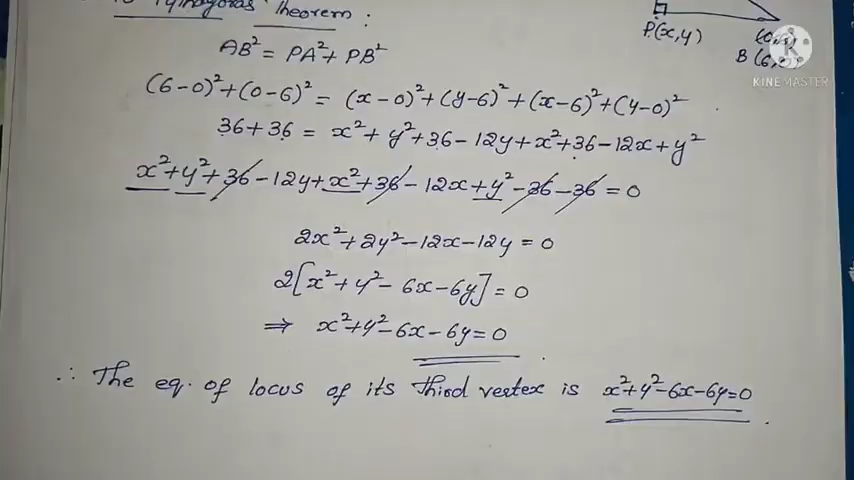 Pythagoras Theorem :
P(x,y)
B
KINEMASTER
AB² = PA² + PB²
(6-0)² + (0-6)² = (x-0)² + (y-6)² + (x-6)² + (y-0)²
36+36 = x² + y² + 36 - 12y + x² + 36 - 12x + y²
x² + y² + 36 - 12y + x² + 36 - 12x + y² - 36 - 36 = 0
2x² + 2y² - 12x - 12y = 0
2[x² + y² - 6x - 6y] = 0
⇒ x² + y² - 6x - 6y = 0
∴ The eq. of locus of its third vertex is x² + y² - 6x - 6y = 0